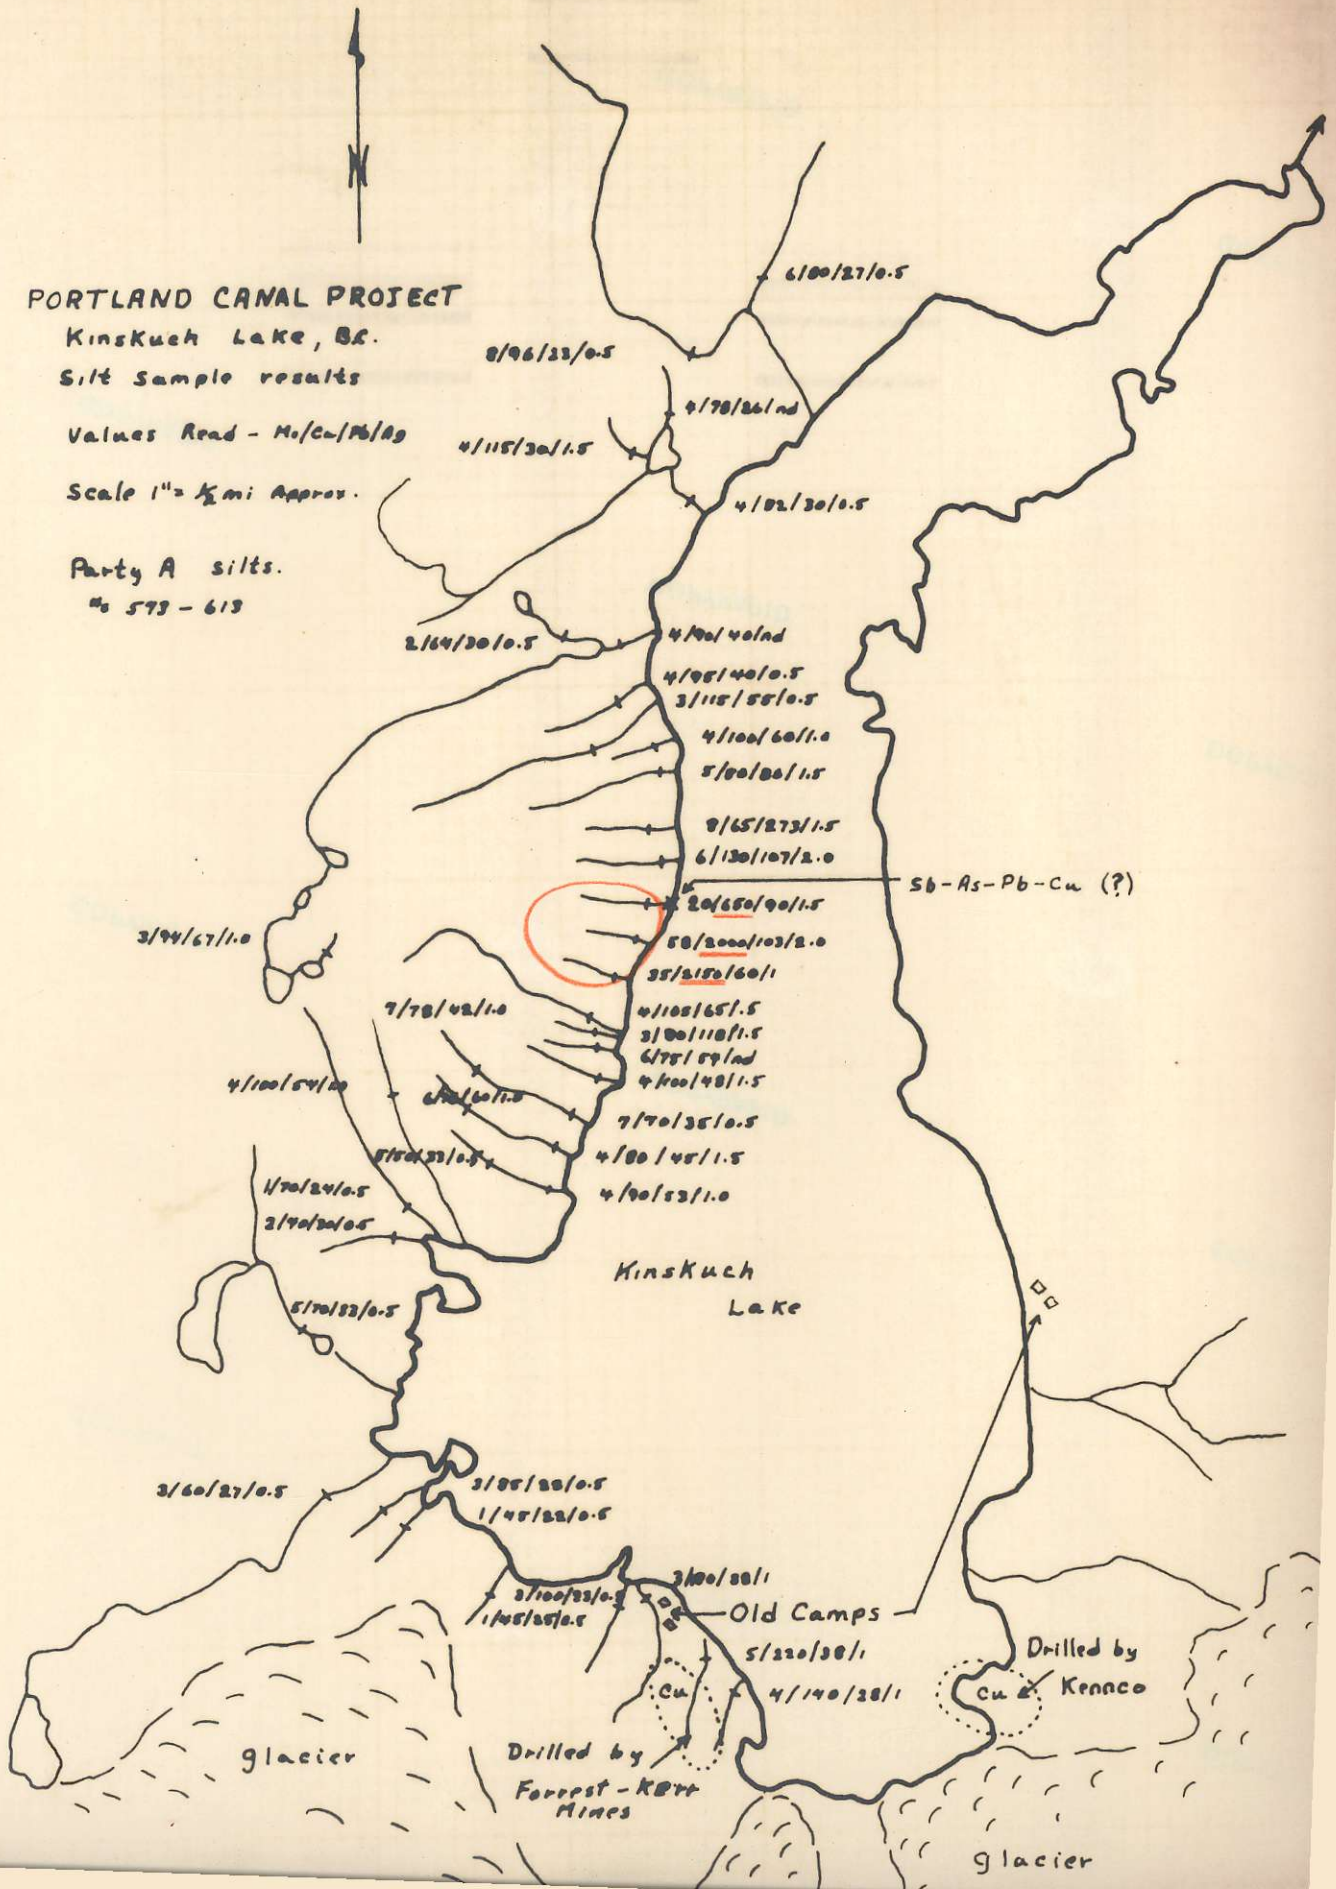 N
PORTLAND CANAL PROJECT
Kinskuch Lake, BC.
Silt Sample results
Values Read - Mo/Cu/Pb/Ag
Scale 1"= ½ mi Approx.
Party A silts.
573 - 613
6/80/27/0.5
8/96/22/0.5
4/78/26/nd
4/115/30/1.5
4/82/30/0.5
2/64/30/0.5
4/90/40/nd
4/95/40/0.5
3/115/55/0.5
4/100/60/1.0
5/80/80/1.5
8/65/273/1.5
6/130/107/2.0
Sb-As-Pb-Cu (?)
20/650/90/1.5
3/94/67/1.0
58/2000/103/2.0
35/2150/60/1
7/78/42/1.0
4/105/65/.5
3/80/118/1.5
6/75/59/nd
4/100/48/1.5
4/100/54/
7/70/35/0.5
5/50/33/0.5
4/80/45/1.5
1/70/24/0.5
4/90/53/1.0
2/40/30/0.5
Kinskuch
Lake
5/70/33/0.5
3/60/27/0.5
3/85/28/0.5
1/45/22/0.5
3/80/38/1
3/100/33/0.5
1/45/25/0.5
Old Camps
5/220/38/1
Drilled by
Kennco
Cu
4/140/28/1
Cu
glacier
Drilled by
Forrest-Kerr
Mines
glacier